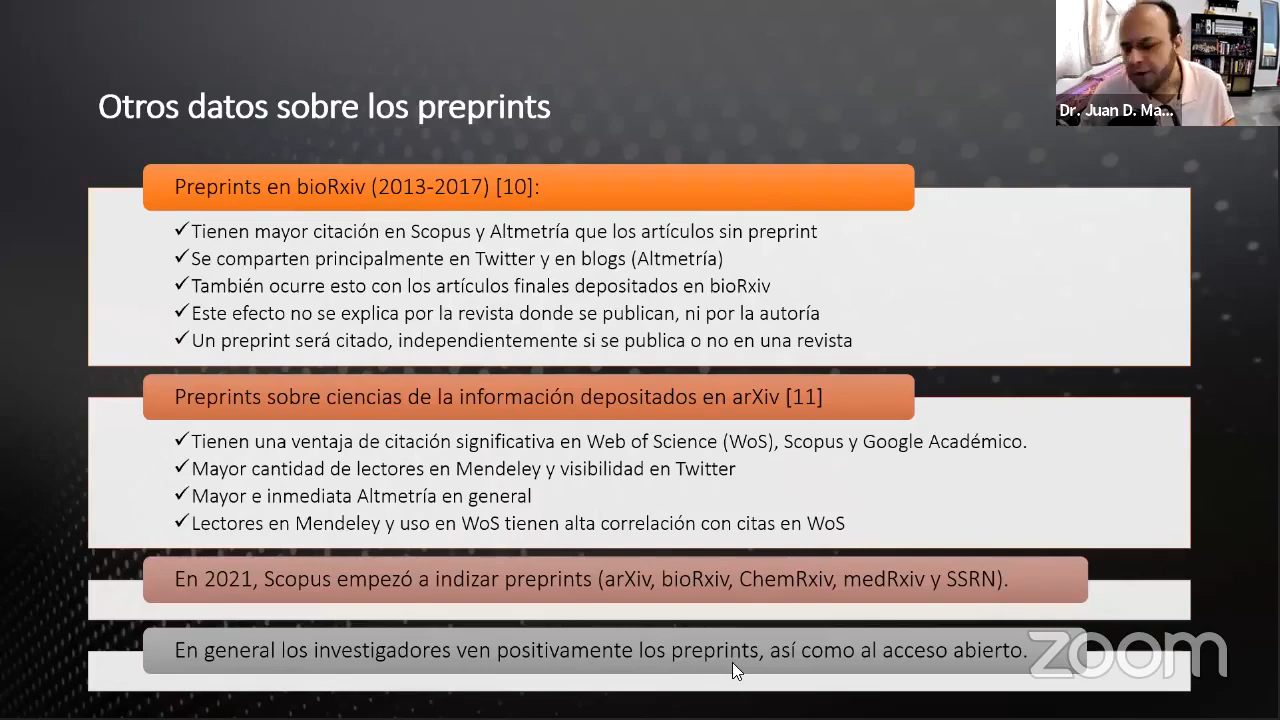 Otros datos sobre los preprints
Dr. Juan D. Ma...
Preprints en bioRxiv (2013-2017) [10]:
✓Tienen mayor citación en Scopus y Altmetría que los artículos sin preprint
✓Se comparten principalmente en Twitter y en blogs (Altmetría)
✓También ocurre esto con los artículos finales depositados en bioRxiv
✓Este efecto no se explica por la revista donde se publican, ni por la autoría
✓Un preprint será citado, independientemente si se publica o no en una revista
Preprints sobre ciencias de la información depositados en arXiv [11]
✓Tienen una ventaja de citación significativa en Web of Science (WoS), Scopus y Google Académico.
✓Mayor cantidad de lectores en Mendeley y visibilidad en Twitter
✓Mayor e inmediata Altmetría en general
✓Lectores en Mendeley y uso en WoS tienen alta correlación con citas en WoS
En 2021, Scopus empezó a indizar preprints (arXiv, bioRxiv, ChemRxiv, medRxiv y SSRN).
En general los investigadores ven positivamente los preprints, así como al acceso abierto.
zoom